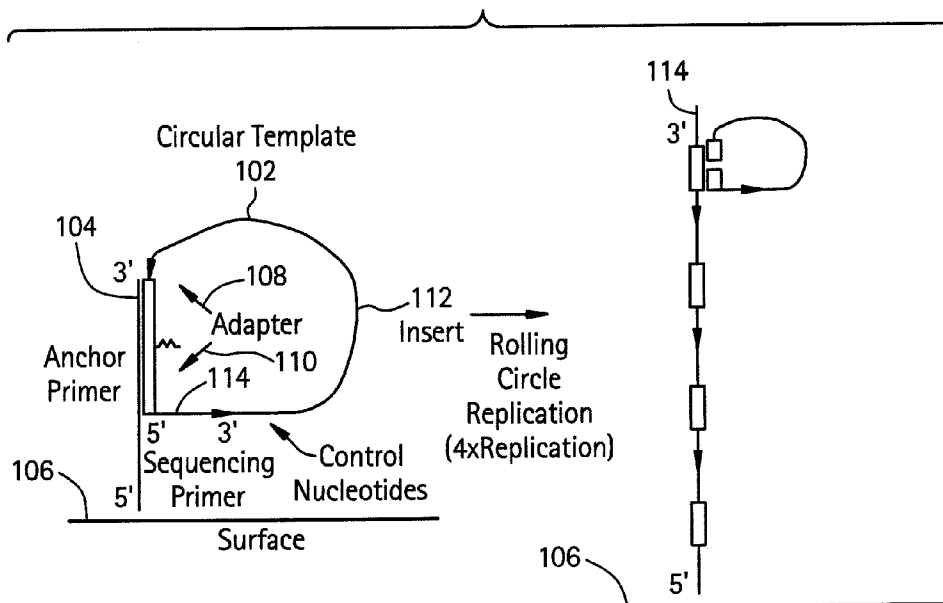 Circular Template
102
104
3'
108
Adapter
110
112
Insert
Anchor
Primer
114
5'
3'
Sequencing
Primer
Control
Nucleotides
5'
106
Surface
Rolling
Circle
Replication
(4xReplication)
114
3'
5'
106